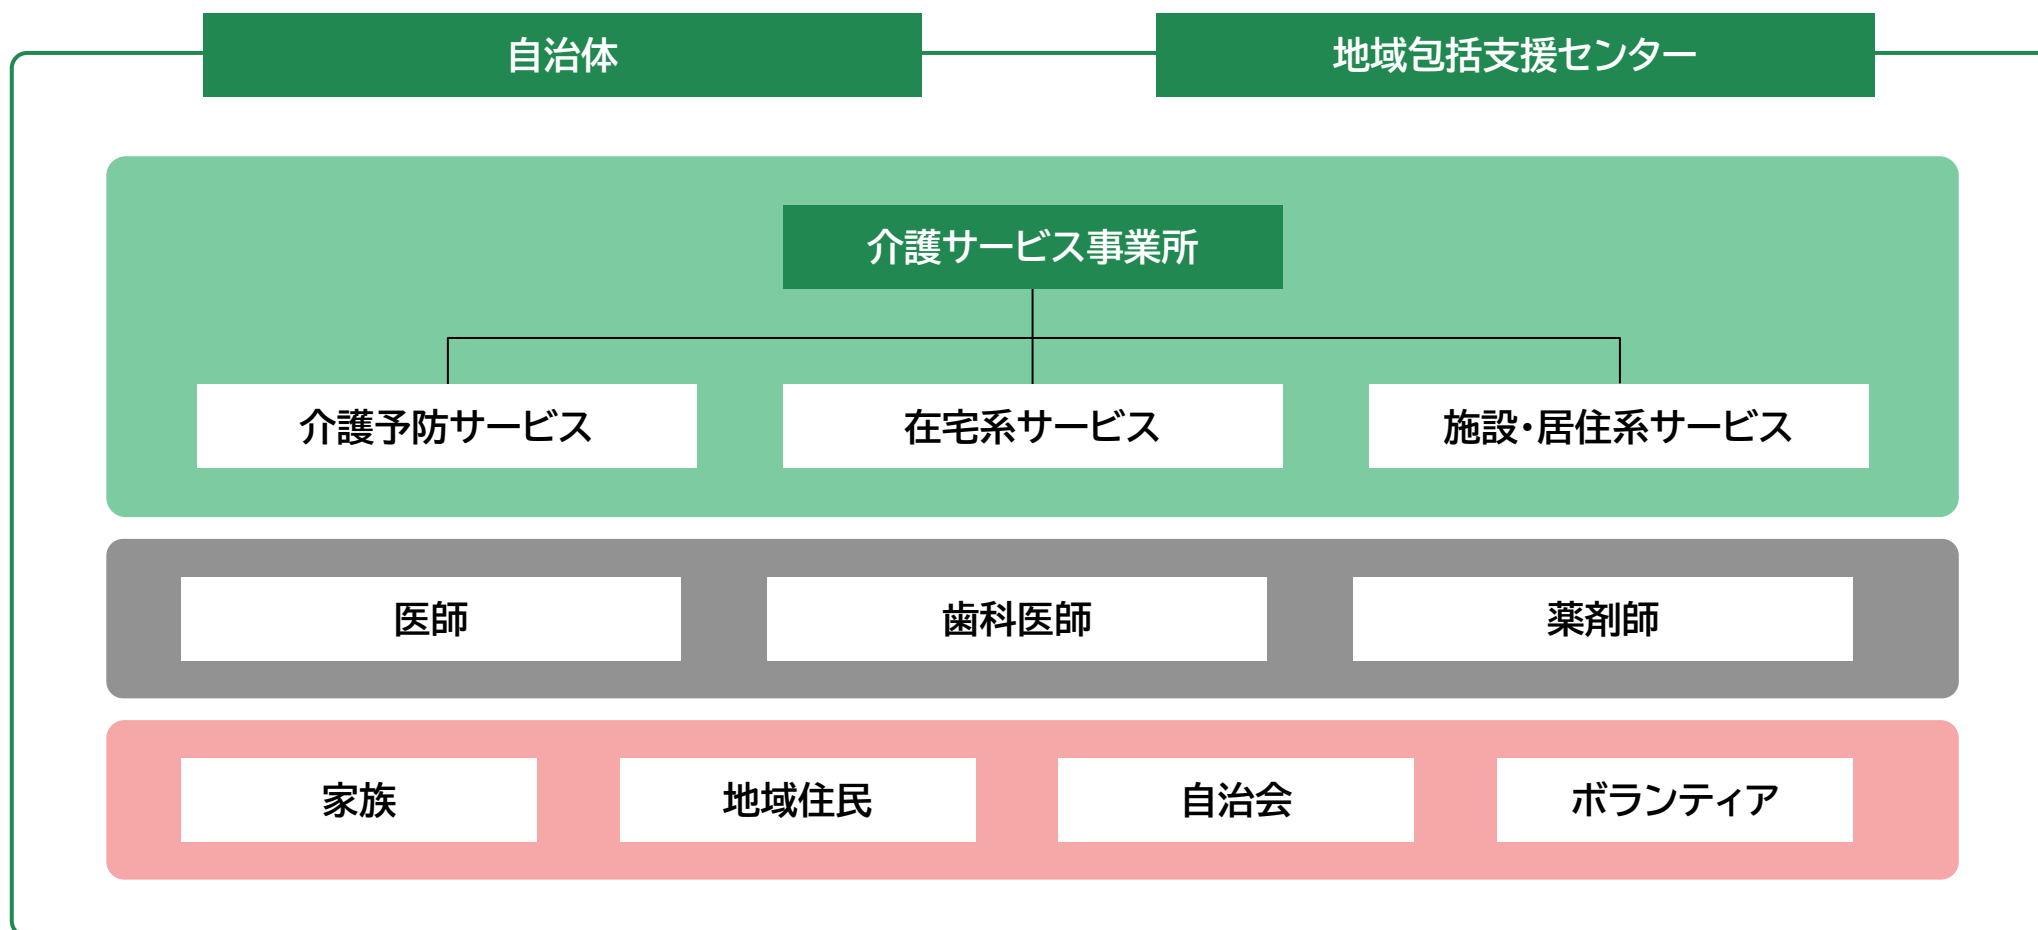 自治体
地域包括支援センター
介護サービス事業所
介護予防サービス
在宅系サービス
施設・居住系サービス
医師
歯科医師
薬剤師
家族
地域住民
自治会
ボランティア